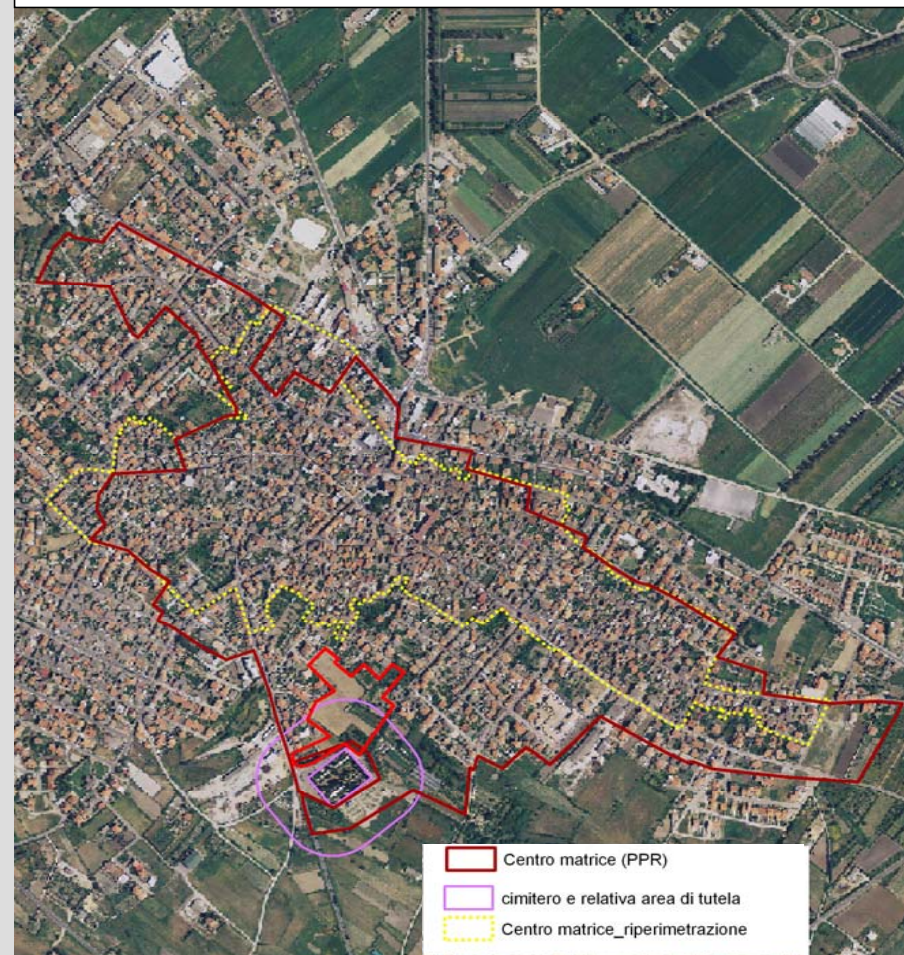 Centro matrice (PPR)
cimitero e relativa area di tutela
Centro matrice_riperimetrazione